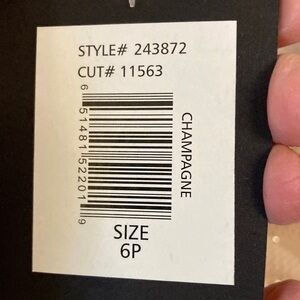 STYLE# 243872
CUT# 11563
6 51481 52201 9
CHAMPAGNE
SIZE
6P